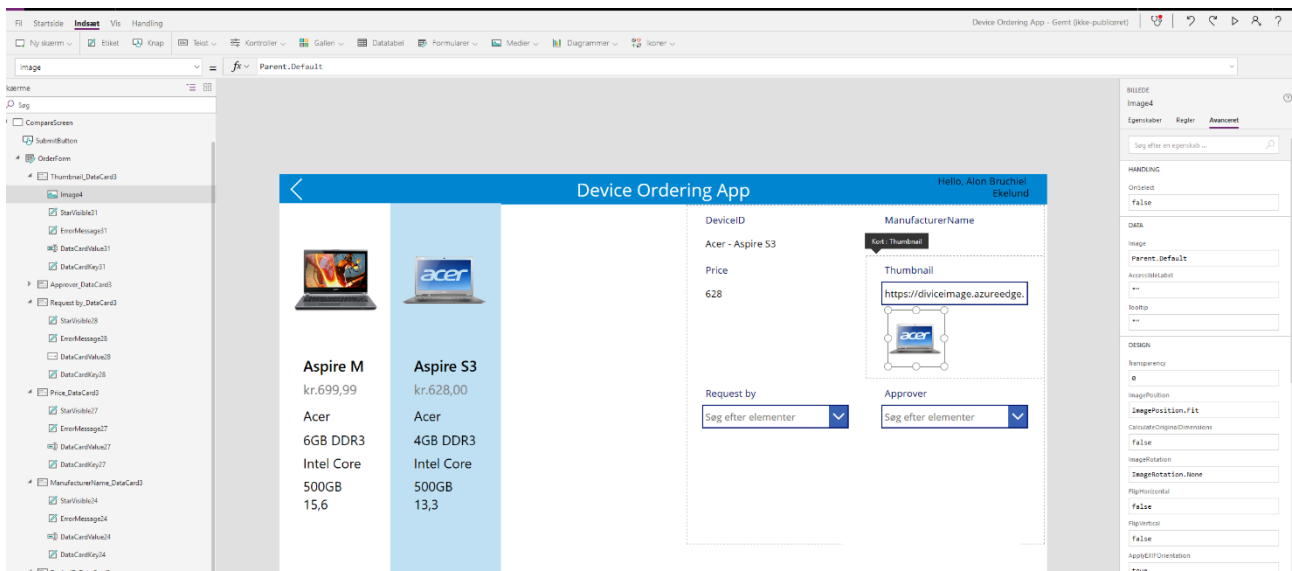 Fil Startside Indsæt Vis Handling
Device Ordering App - Gemt (ikke-publiceret)
Ny skærm Etiket Knap Tekst Kontroller Galleri Datatabel Formularer Medier Diagrammer Ikoner
Image = fx Parent.Default
kærme
Søg
CompareScreen
SubmitButton
OrderForm
Thumbnail_DataCard3
Image4
StarVisible31
ErrorMessage31
DataCardValue31
DataCardKey31
Approver_DataCard3
Request by_DataCard3
StarVisible28
ErrorMessage28
DataCardValue28
DataCardKey28
Price_DataCard3
StarVisible27
ErrorMessage27
DataCardValue27
DataCardKey27
ManufacturerName_DataCard3
StarVisible24
ErrorMessage24
DataCardValue24
DataCardKey24
Device Ordering App
Hello, Alon Bruchiel
Ekelund
acer
Aspire M
kr.699,99
Acer
6GB DDR3
Intel Core
500GB
15,6
Aspire S3
kr.628,00
Acer
4GB DDR3
Intel Core
500GB
13,3
DeviceID
Acer - Aspire S3
ManufacturerName
Kort : Thumbnail
Price
628
Thumbnail
https://diviceimage.azureedge.
acer
Request by
Søg efter elementer
Approver
Søg efter elementer
BILLEDE
Image4
Egenskaber Regler Avanceret
Søg efter en egenskab ...
HANDLING
OnSelect
false
DATA
Image
Parent.Default
AccessibleLabel
""
Tooltip
""
DESIGN
Transparency
0
ImagePosition
ImagePosition.Fit
CalculateOriginalDimensions
false
ImageRotation
ImageRotation.None
FlipHorizontal
false
FlipVertical
false
ApplyEXIFOrientation
true